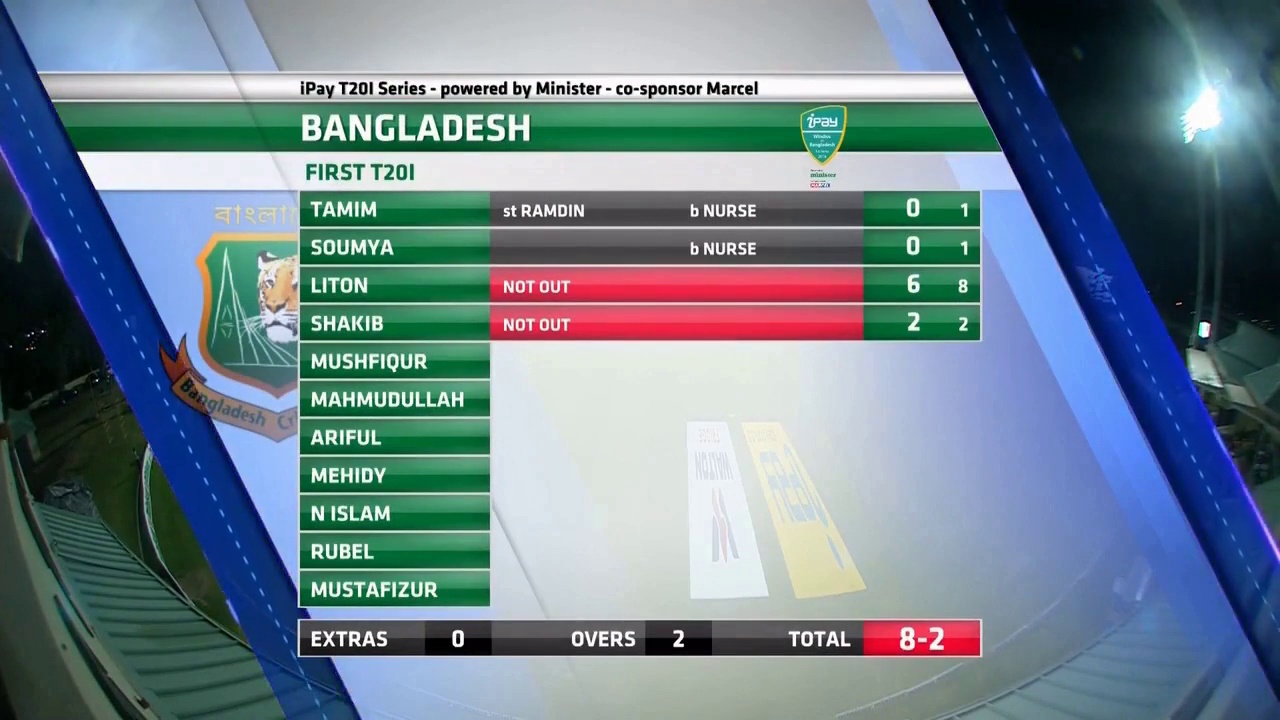 iPay T20I Series - powered by Minister - co-sponsor Marcel
BANGLADESH
iPay
FIRST T20I
minister
TAMIM st RAMDIN b NURSE 0 1
SOUMYA b NURSE 0 1
LITON NOT OUT 6 8
SHAKIB NOT OUT 2 2
MUSHFIQUR
MAHMUDULLAH
ARIFUL
MEHIDY
N ISLAM
RUBEL
MUSTAFIZUR
Bangladesh
WALTON
EXTRAS 0 OVERS 2 TOTAL 8-2